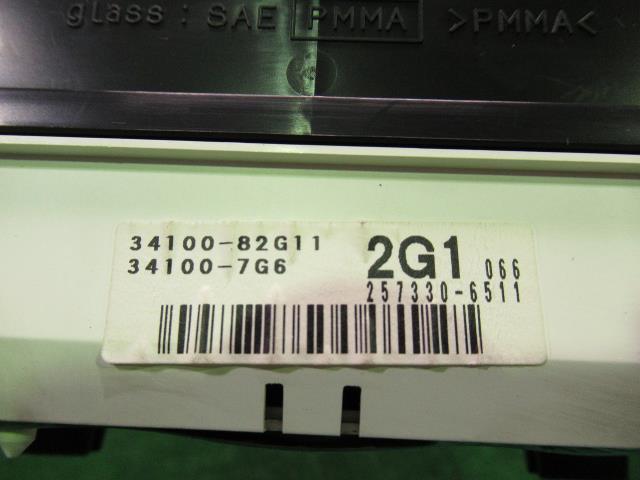 glass: SAE PMMA >PMMA<
34100-82G11
34100-7G6
2G1 066
257330-6511